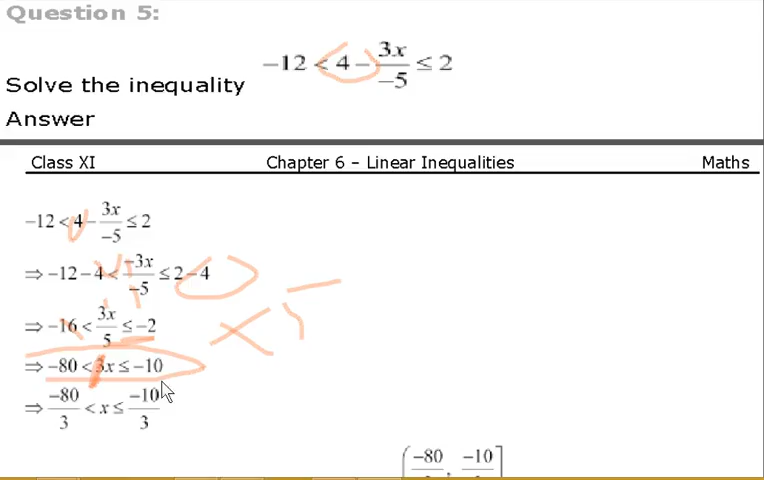 Question 5:
-12 < 4 - 3x/-5 ≤ 2
Solve the inequality
Answer
Class XI Chapter 6 – Linear Inequalities Maths
-12 < 4 - 3x/-5 ≤ 2
⇒ -12 - 4 < -3x/-5 ≤ 2 - 4
⇒ -16 < 3x/5 ≤ -2
⇒ -80 < 3x ≤ -10
⇒ -80/3 < x ≤ -10/3
(-80, -10]